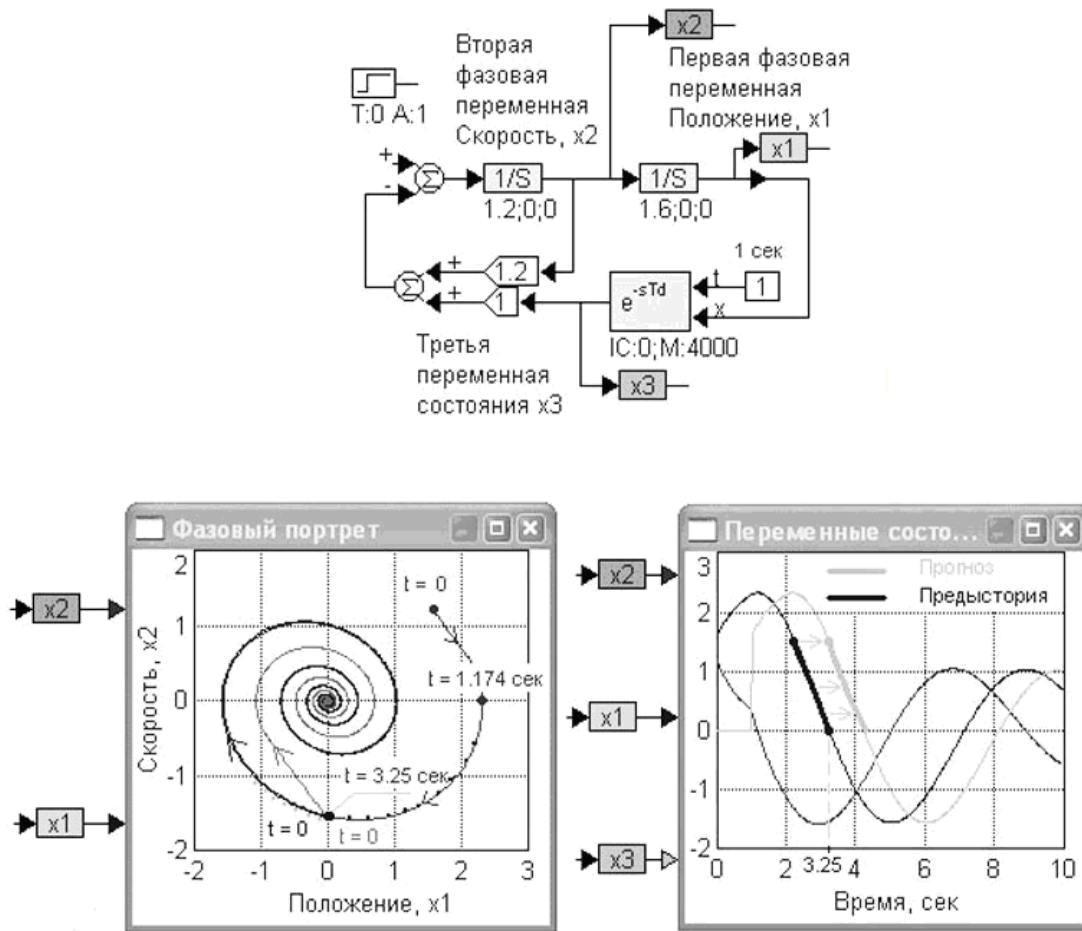 x2
Вторая
фазовая
переменная
Скорость, x2
Первая фазовая
переменная
Положение, x1
T:0 A:1
x1
+
-
Σ
1/S
1/S
1.2;0;0
1.6;0;0
1 сек
+
1.2
Σ
+
1
e-sTd
t
1
x
IC:0;M:4000
Третья
переменная
состояния x3
x3
Фазовый портрет
x2
x1
Скорость, x2
2
1
0
-1
-2
t = 0
t = 1.174 сек
t = 3.25 сек
t = 0
t = 0
-2 -1 0 1 2 3
Положение, x1
Переменные состо...
x2
x1
x3
3
2
1
0
-1
-2
Прогноз
Предыстория
0 2 3.25 4 6 8 10
Время, сек